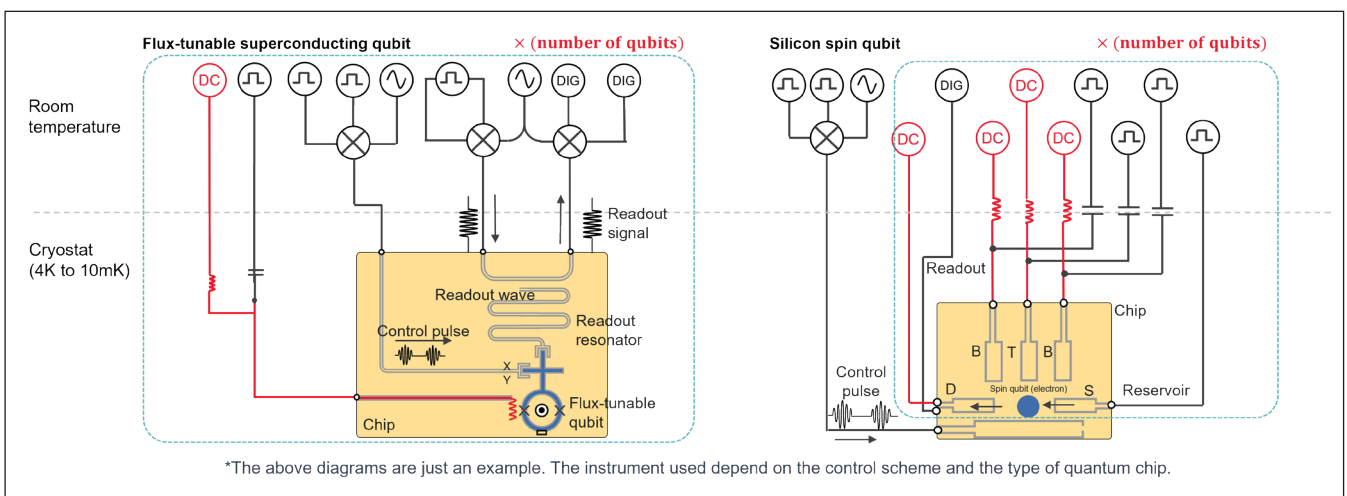 Flux-tunable superconducting qubit
× (number of qubits)
Silicon spin qubit
× (number of qubits)
Room
temperature
DC
DIG
DIG
DIG
DC
DC
DC
DC
Readout
signal
Cryostat
(4K to 10mK)
Readout wave
Readout
resonator
Control pulse
X
Y
Flux-tunable
qubit
Chip
Readout
Chip
B
T
B
Control
pulse
Spin qubit (electron)
D
S
Reservoir
*The above diagrams are just an example. The instrument used depend on the control scheme and the type of quantum chip.